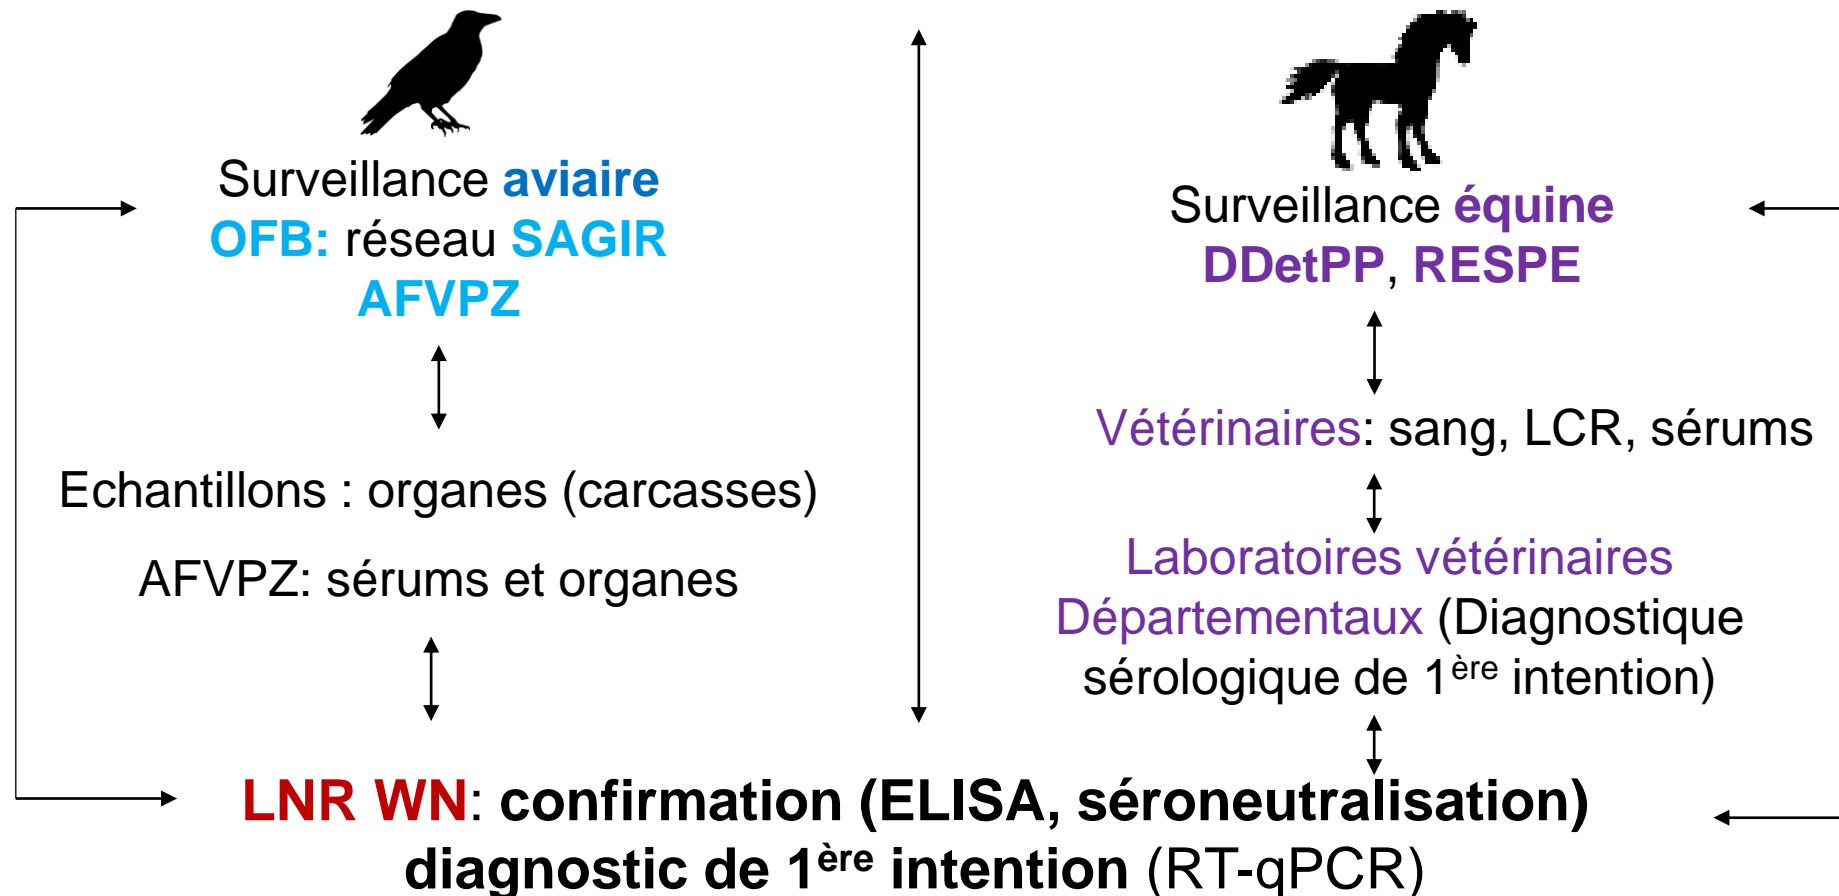 Surveillance aviaire
OFB: réseau SAGIR
AFVPZ
Echantillons : organes (carcasses)
AFVPZ: sérums et organes
Surveillance équine
DDetPP, RESPE
Vétérinaires: sang, LCR, sérums
Laboratoires vétérinaires
Départementaux (Diagnostique
sérologique de 1ère intention)
LNR WN: confirmation (ELISA, séroneutralisation)
diagnostic de 1ère intention (RT-qPCR)